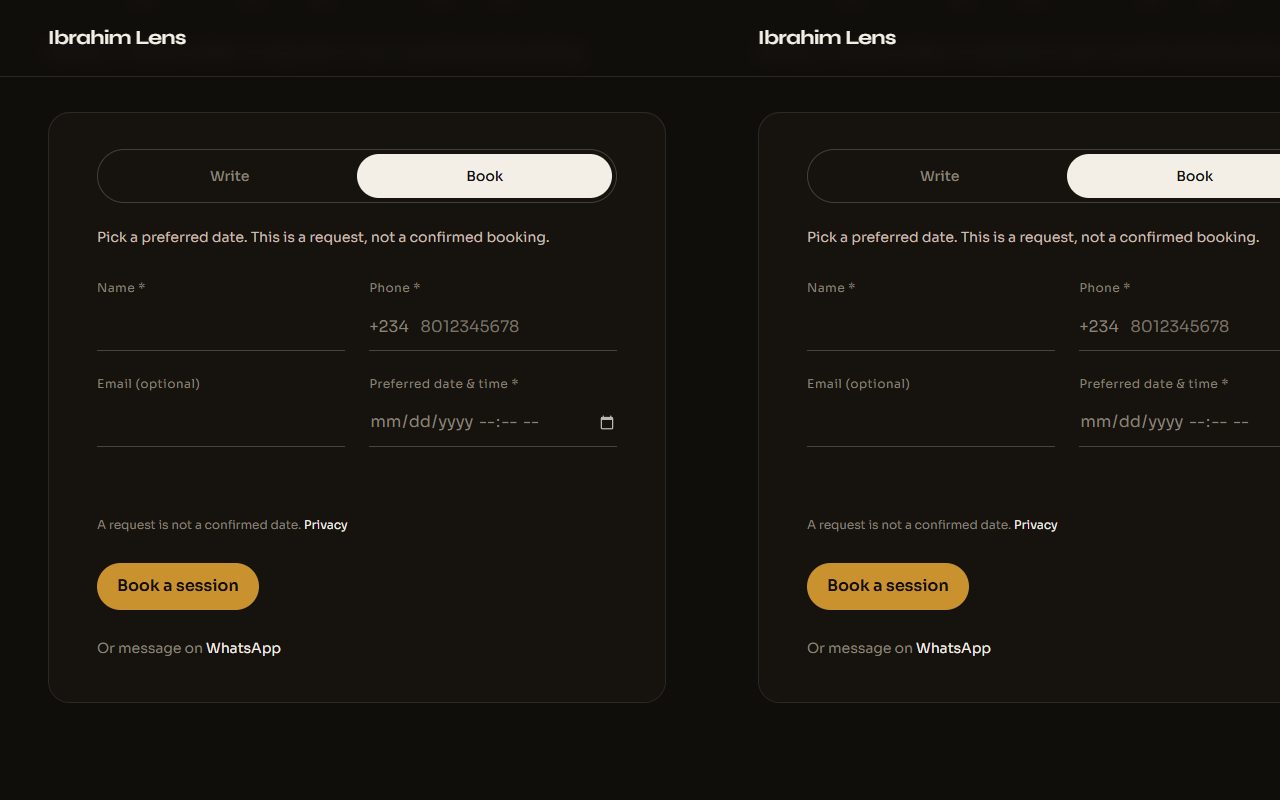 Ibrahim Lens
Write Book
Pick a preferred date. This is a request, not a confirmed booking.
Name * Phone *
+234 8012345678
Email (optional) Preferred date & time *
mm/dd/yyyy --:-- --
A request is not a confirmed date. Privacy
Book a session
Or message on WhatsApp
Ibrahim Lens
Write Book
Pick a preferred date. This is a request, not a confirmed booking.
Name * Phone *
+234 8012345678
Email (optional) Preferred date & time *
mm/dd/yyyy --:-- --
A request is not a confirmed date. Privacy
Book a session
Or message on WhatsApp